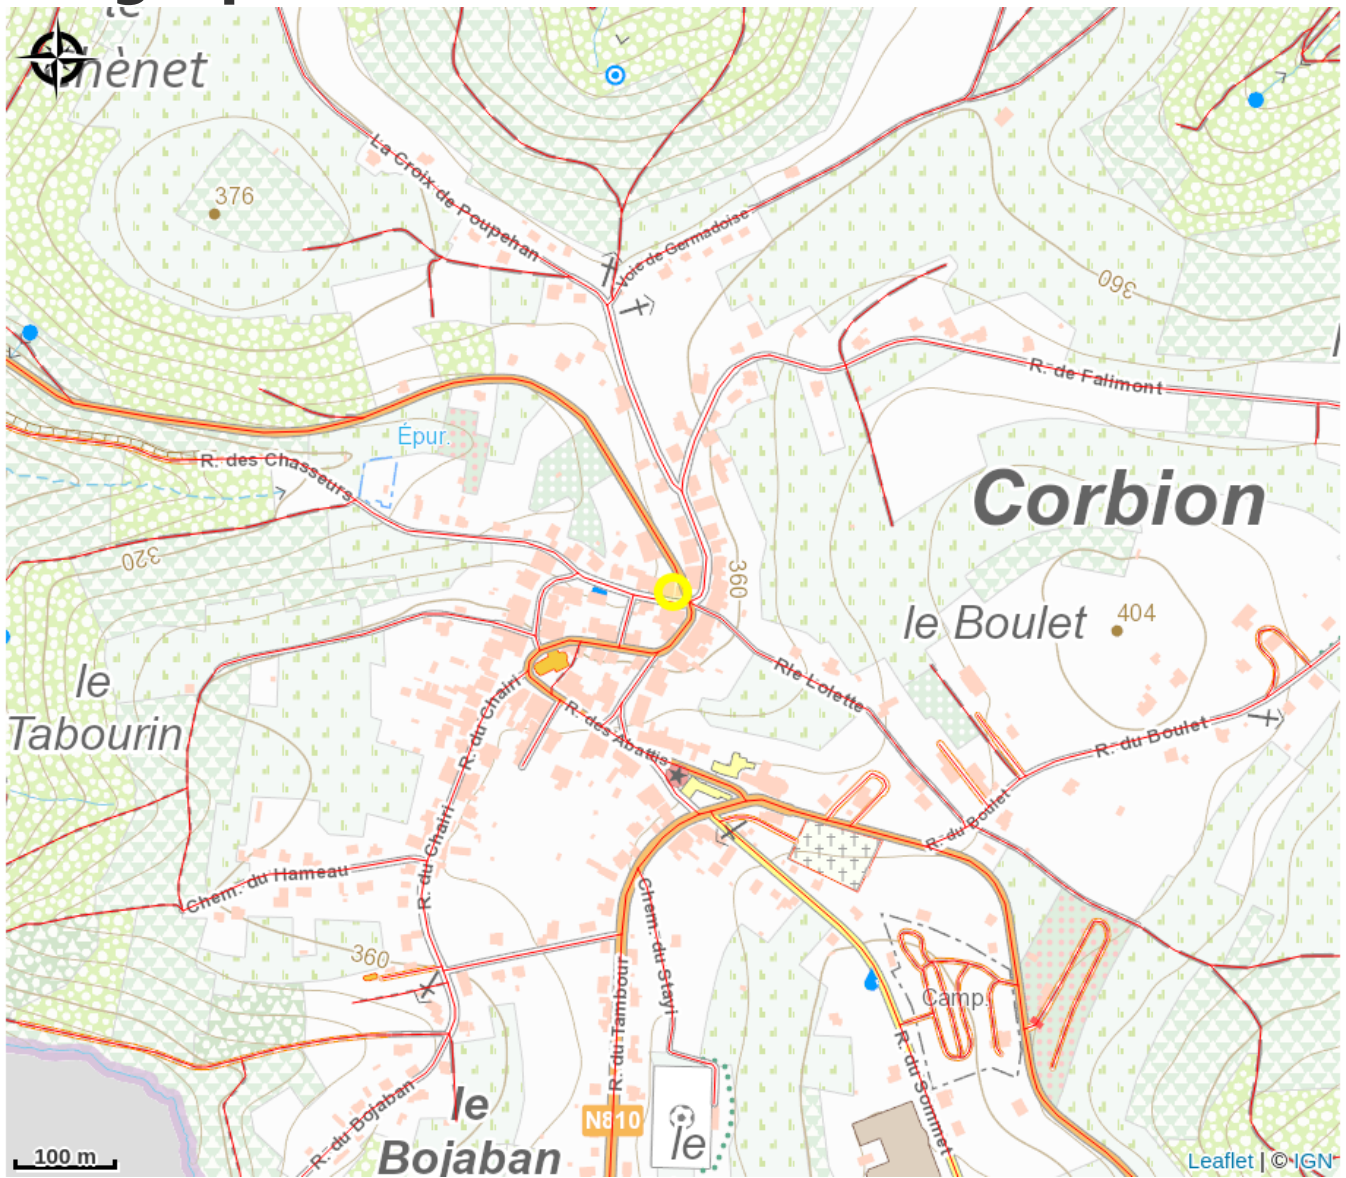 le
Chènet
376
La Croix de Poupehan
Voie de Germadoise
360
R. de Falimont
Épur.
R. des Chasseurs
Corbion
320
360
le Boulet
404
le
Tabourin
Rle Lolette
R. du Chairi
R. des Abattis
R. du Boulet
R. du Boulet
R. du Chairi
Chem. du Hameau
Chem. du Stayi
360
Camp.
R. du Tambour
R. du Sommet
R. du Bojaban
le
Bojaban
N810
le
100 m
Leaflet | © IGN